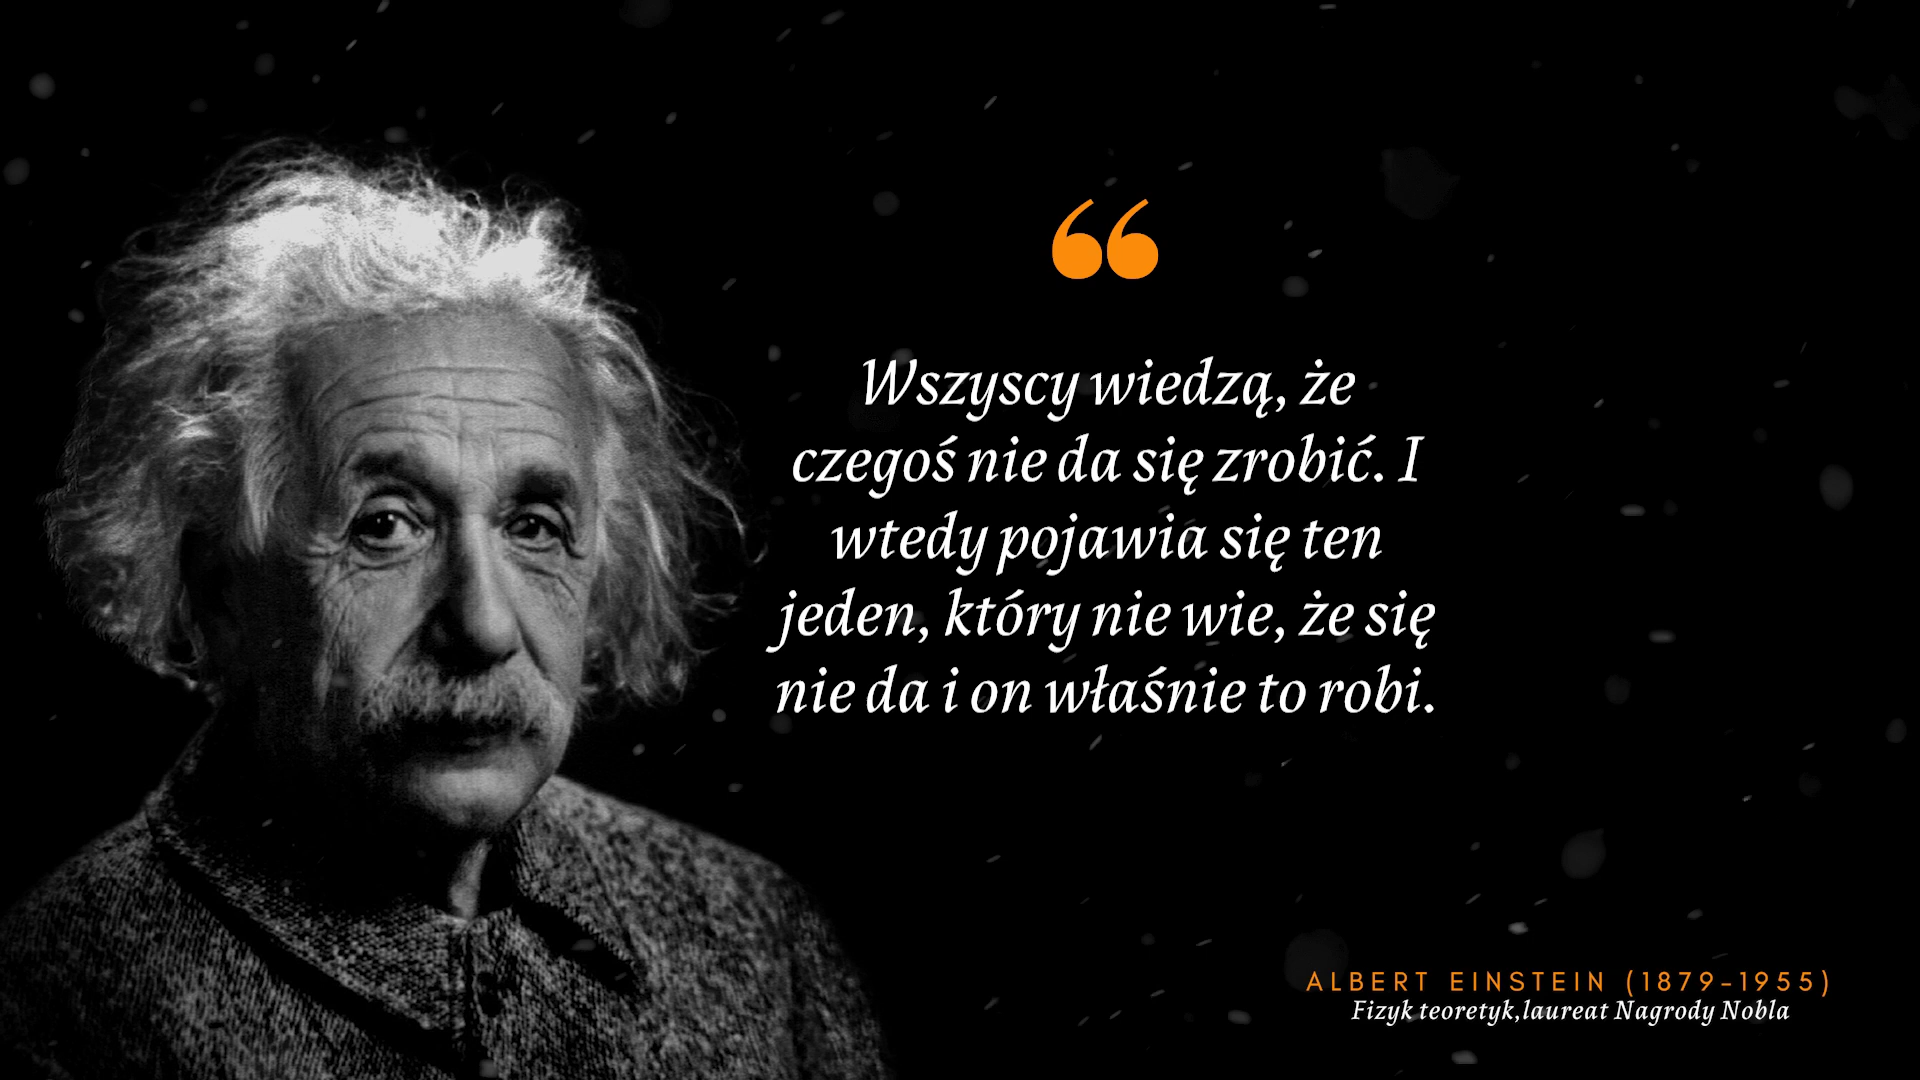 “
Wszyscy wiedzą, że
czegoś nie da się zrobić. I
wtedy pojawia się ten
jeden, który nie wie, że się
nie da i on właśnie to robi.
ALBERT EINSTEIN (1879–1955)
Fizyk teoretyk,laureat Nagrody Nobla